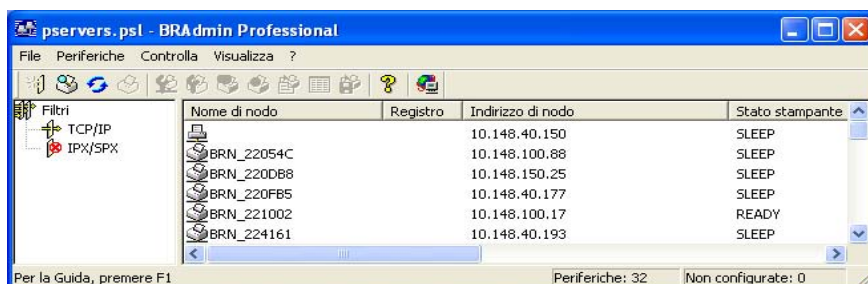 pservers.psl - BRAdmin Professional
File Periferiche Controlla Visualizza ?
Filtri
TCP/IP
IPX/SPX
Nome di nodo Registro Indirizzo di nodo Stato stampante
10.148.40.150 SLEEP
BRN_22054C 10.148.100.88 SLEEP
BRN_220DB8 10.148.150.25 SLEEP
BRN_220FB5 10.148.40.177 SLEEP
BRN_221002 10.148.100.17 READY
BRN_224161 10.148.40.193 SLEEP
Per la Guida, premere F1 Periferiche: 32 Non configurate: 0